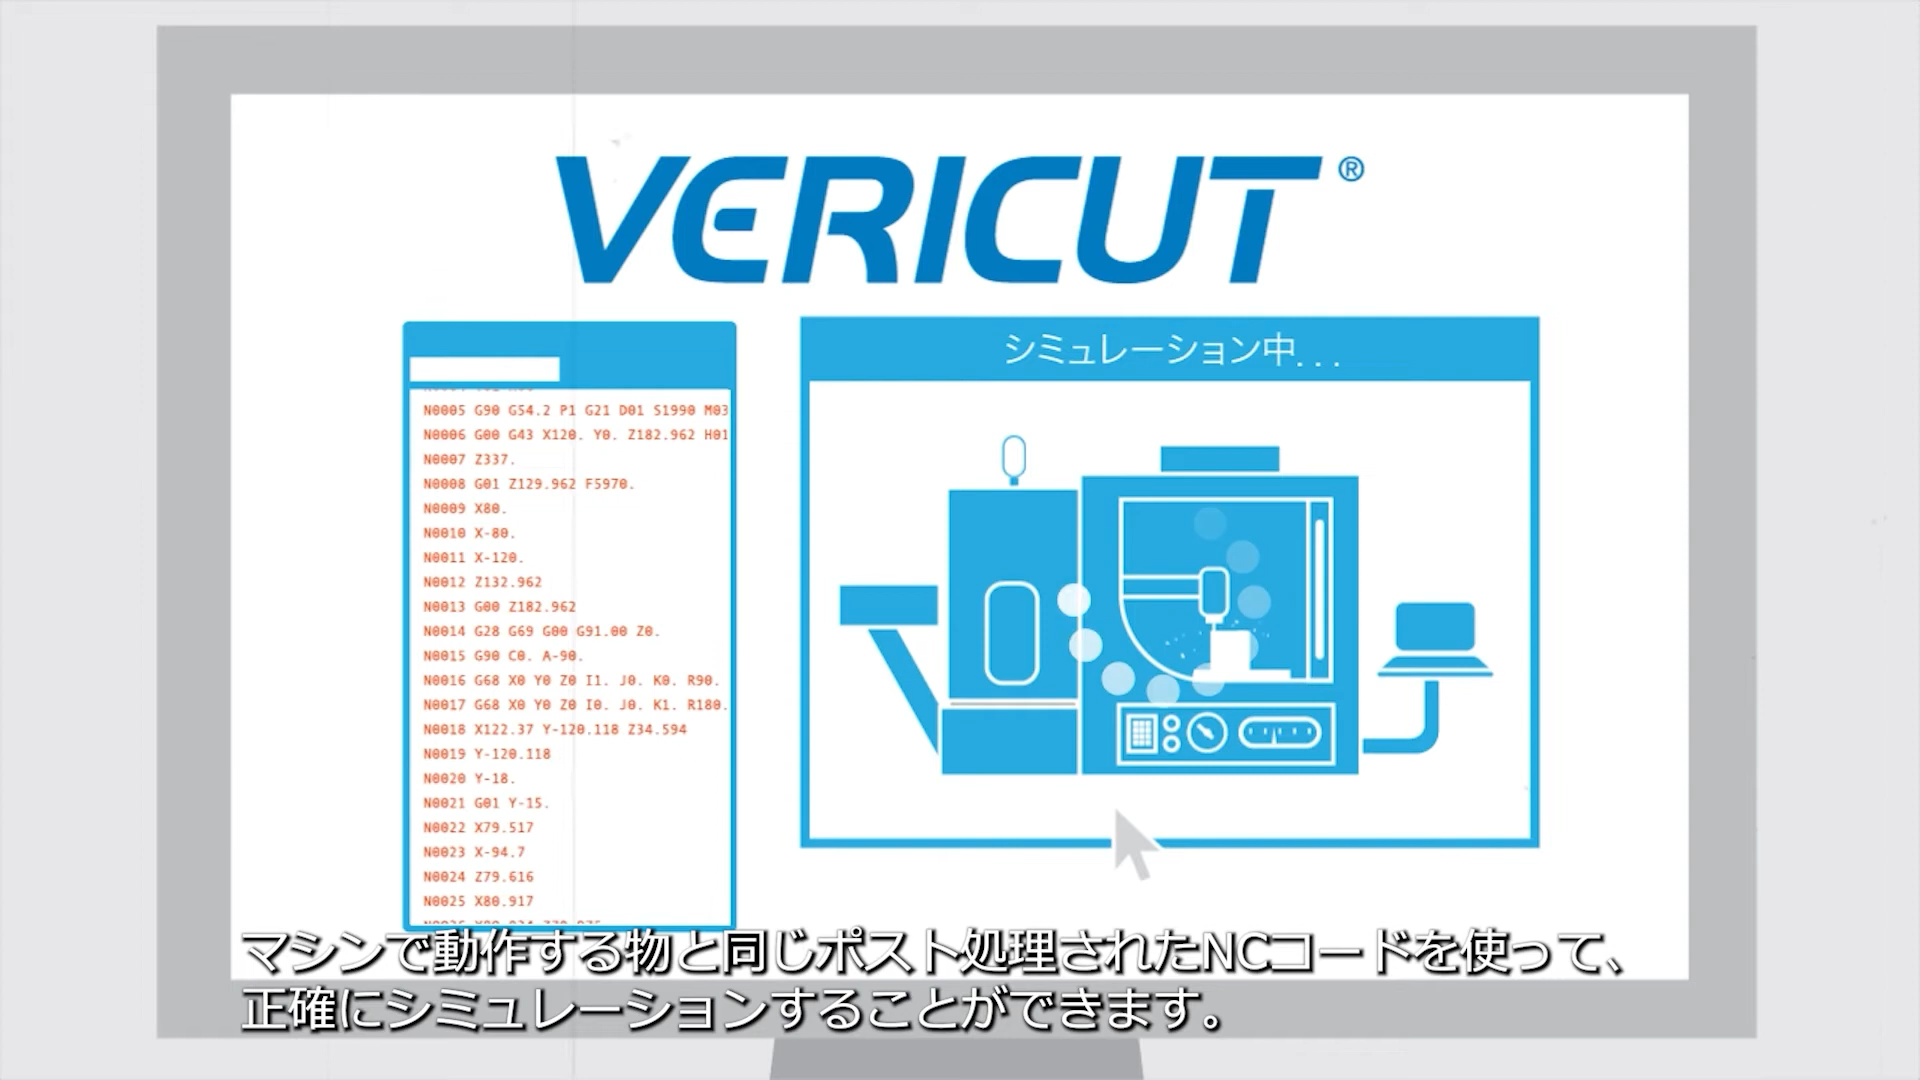 VERICUT®
シミュレーション中...
N0005 G90 G54.2 P1 G21 D01 S1990 M03
N0006 G00 G43 X120. Y0. Z182.962 H01
N0007 Z337.
N0008 G01 Z129.962 F5970.
N0009 X80.
N0010 X-80.
N0011 X-120.
N0012 Z132.962
N0013 G00 Z182.962
N0014 G28 G69 G00 G91.00 Z0.
N0015 G90 C0. A-90.
N0016 G68 X0 Y0 Z0 I1. J0. K0. R90.
N0017 G68 X0 Y0 Z0 I0. J0. K1. R180.
N0018 X122.37 Y-120.118 Z34.594
N0019 Y-120.118
N0020 Y-18.
N0021 G01 Y-15.
N0022 X79.517
N0023 X-94.7
N0024 Z79.616
N0025 X80.917
マシンで動作する物と同じポスト処理されたNCコードを使って、
正確にシミュレーションすることができます。